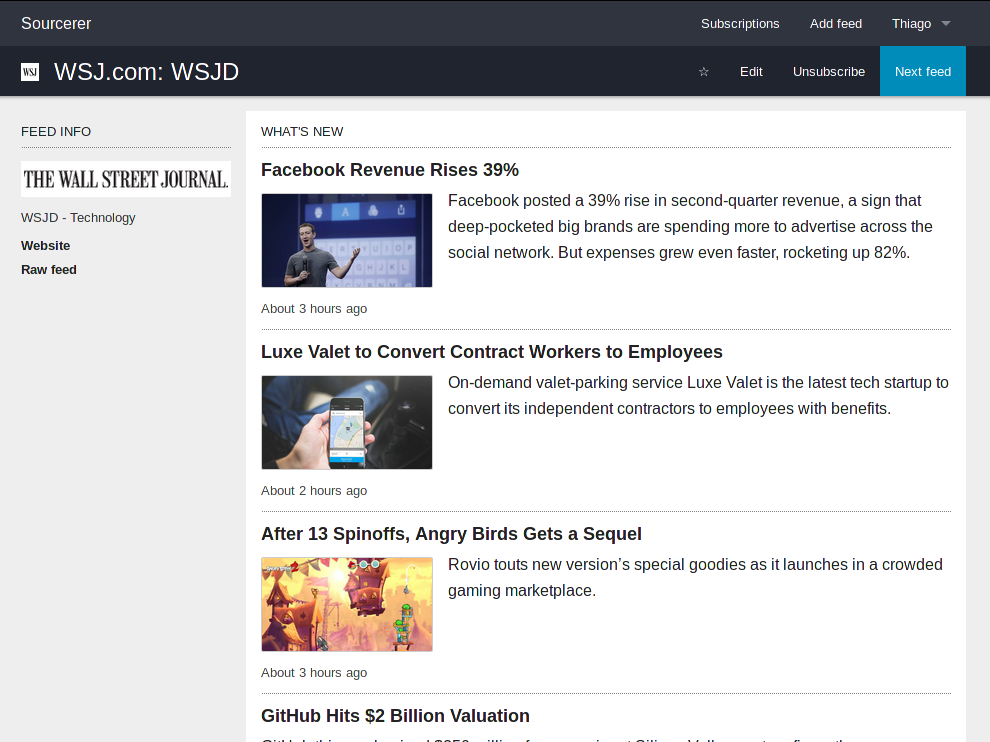 Sourcerer
Subscriptions
Add feed
Thiago
WSJ
WSJ.com: WSJD
☆
Edit
Unsubscribe
Next feed
FEED INFO
THE WALL STREET JOURNAL.
WSJD - Technology
Website
Raw feed
WHAT'S NEW
Facebook Revenue Rises 39%
Facebook posted a 39% rise in second-quarter revenue, a sign that
deep-pocketed big brands are spending more to advertise across the
social network. But expenses grew even faster, rocketing up 82%.
About 3 hours ago
Luxe Valet to Convert Contract Workers to Employees
On-demand valet-parking service Luxe Valet is the latest tech startup to
convert its independent contractors to employees with benefits.
About 2 hours ago
After 13 Spinoffs, Angry Birds Gets a Sequel
Rovio touts new version’s special goodies as it launches in a crowded
gaming marketplace.
About 3 hours ago
GitHub Hits $2 Billion Valuation